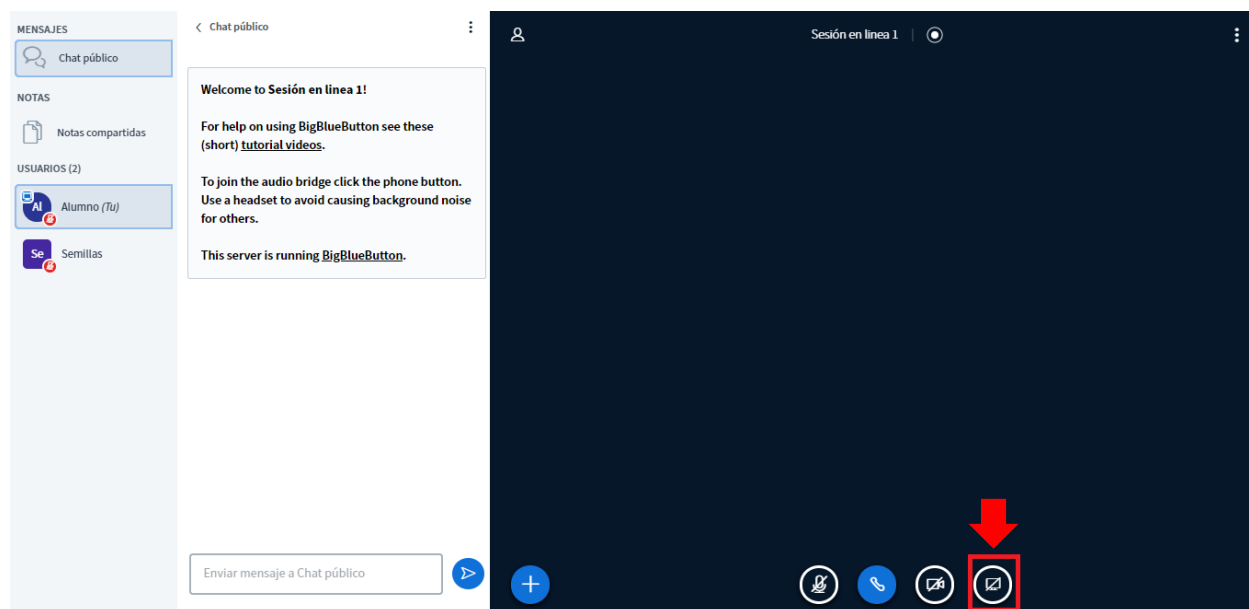 MENSAJES
Chat público
NOTAS
Notas compartidas
USUARIOS (2)
Al
Alumno (Tu)
Se
Semillas
Chat público
Welcome to Sesión en linea 1!
For help on using BigBlueButton see these
(short) tutorial videos.
To join the audio bridge click the phone button.
Use a headset to avoid causing background noise
for others.
This server is running BigBlueButton.
Enviar mensaje a Chat público
Sesión en linea 1